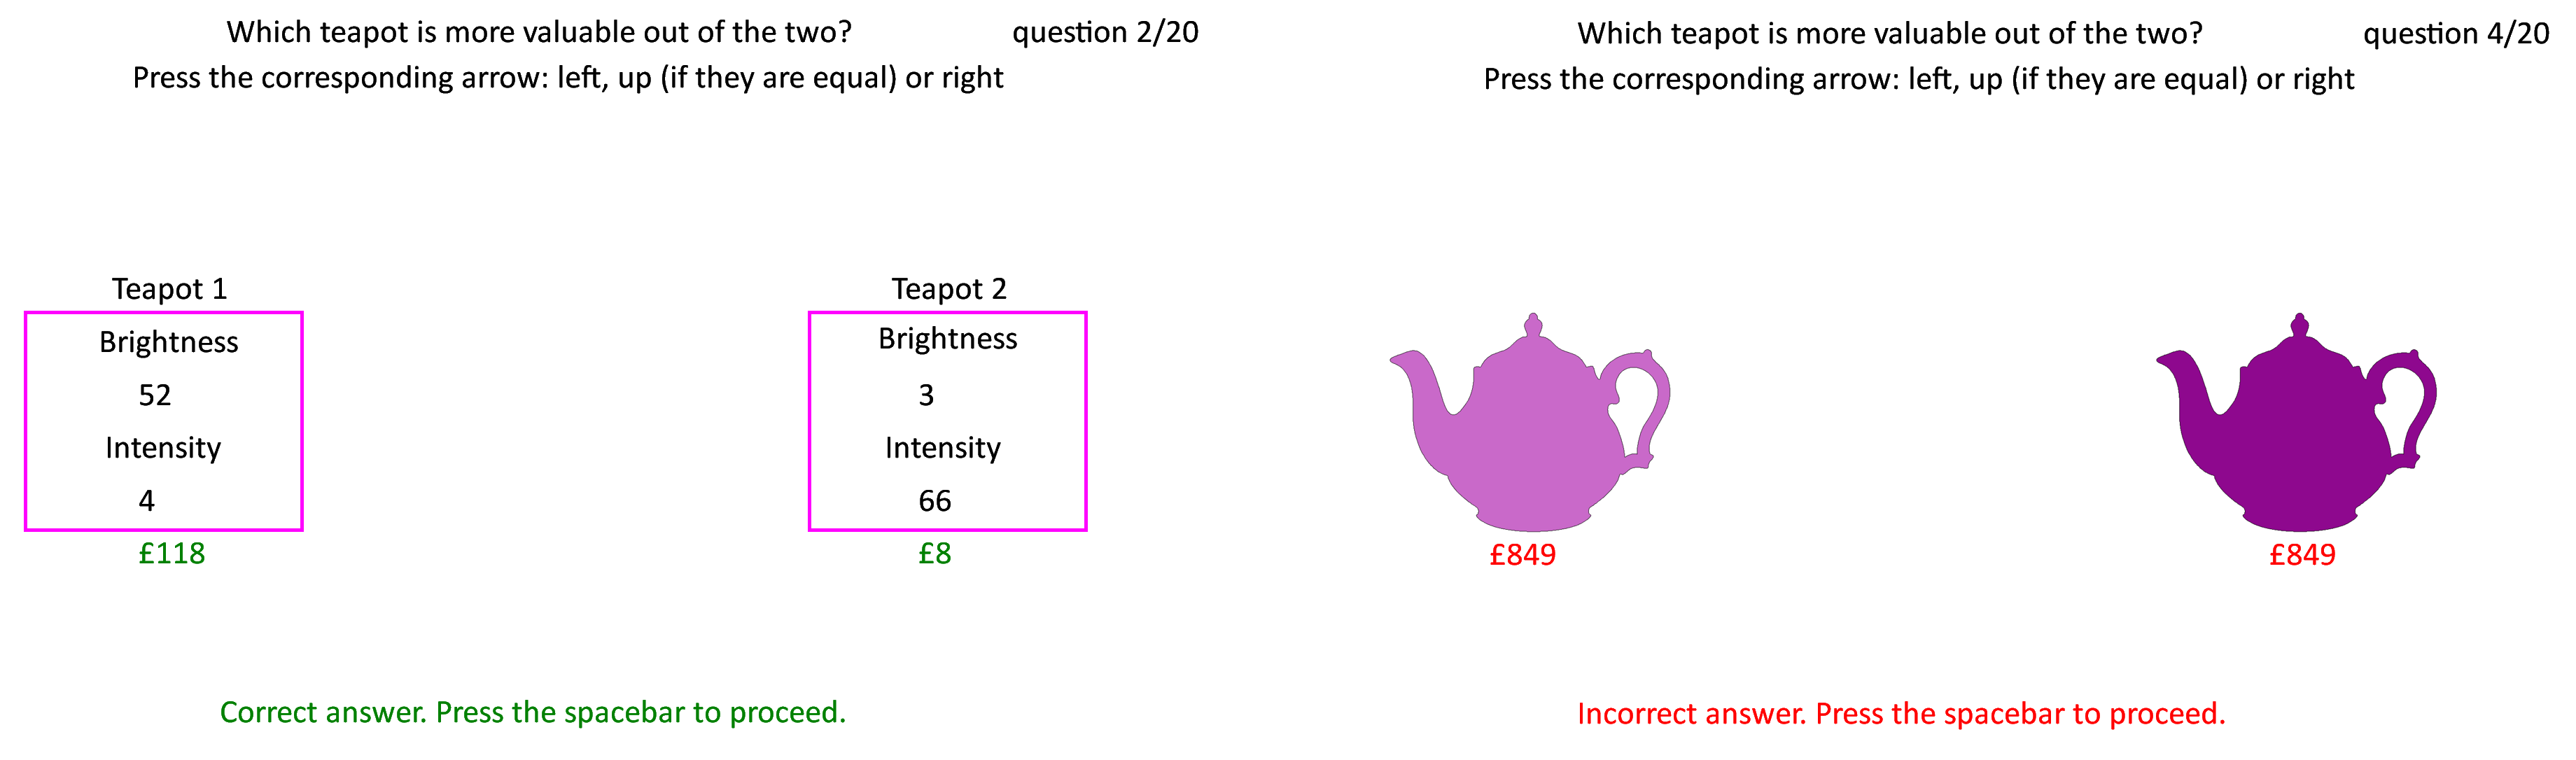 Which teapot is more valuable out of the two?
question 2/20
Press the corresponding arrow: left, up (if they are equal) or right
Teapot 1
Brightness
52
Intensity
4
£118
Teapot 2
Brightness
3
Intensity
66
£8
Correct answer. Press the spacebar to proceed.
Which teapot is more valuable out of the two?
question 4/20
Press the corresponding arrow: left, up (if they are equal) or right
£849
£849
Incorrect answer. Press the spacebar to proceed.